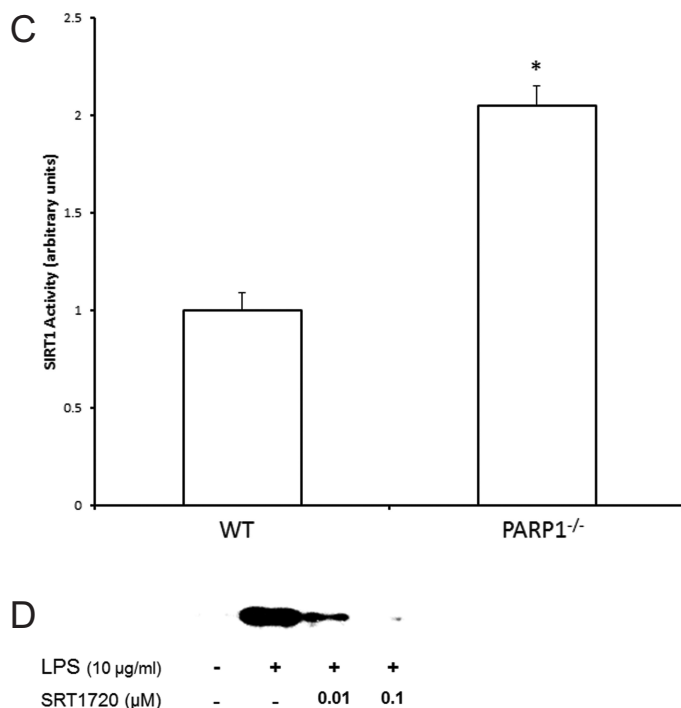 C
2.5
2
1.5
1
0.5
0
SIRT1 Activity (arbitrary units)
*
WT PARP1-/-
D
LPS (10 µg/ml) - + + +
SRT1720 (µM) - - 0.01 0.1